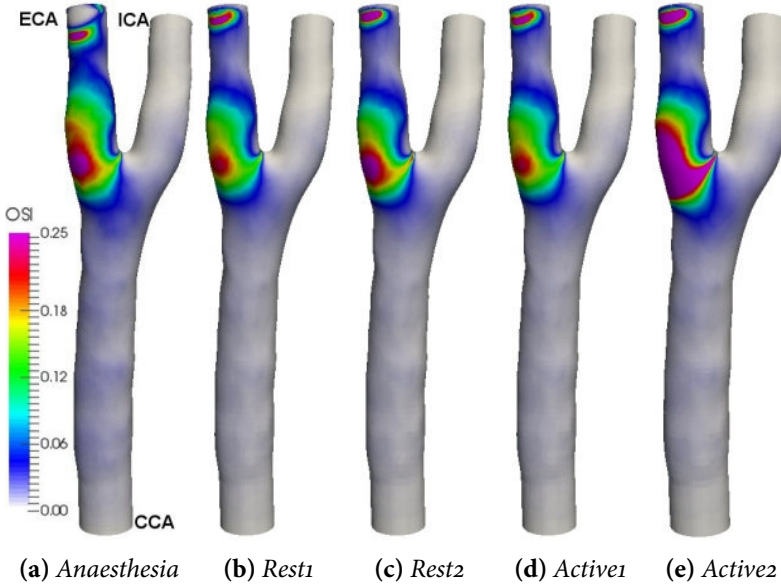 ECA ICA
OSI
0.25
0.18
0.12
0.06
0.00
CCA
(a) Anaesthesia (b) Rest1 (c) Rest2 (d) Active1 (e) Active2